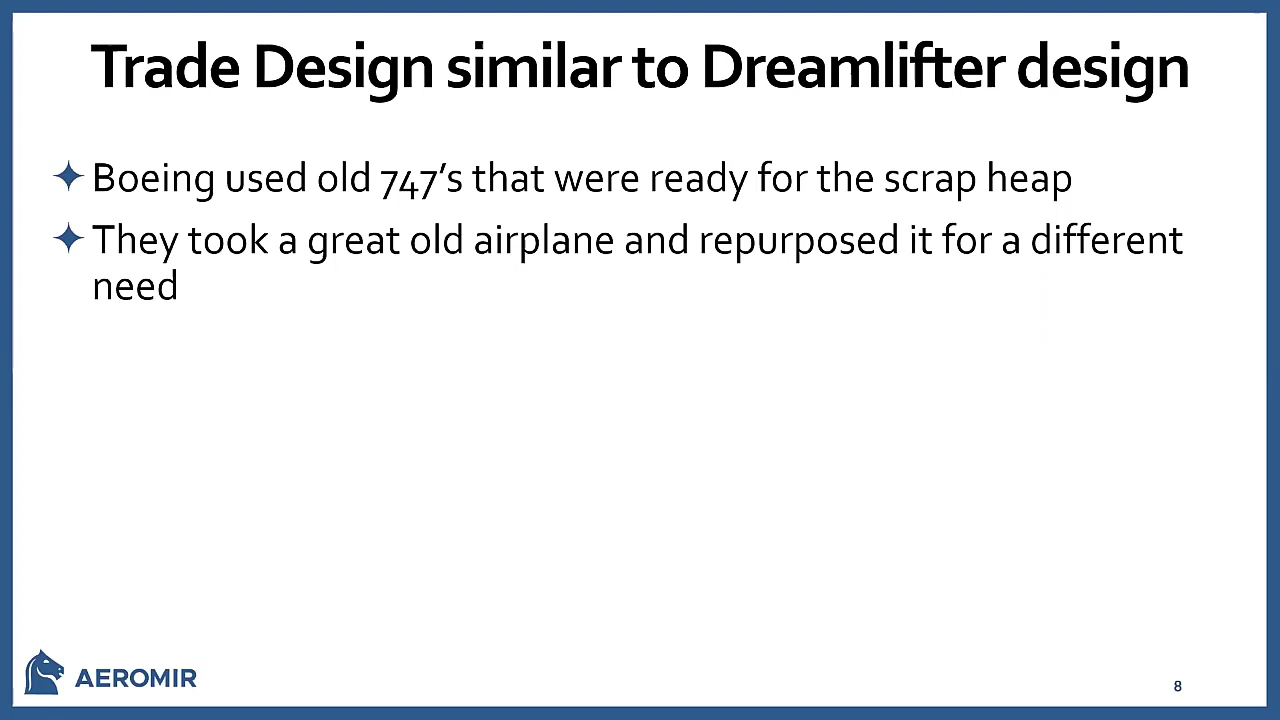 Trade Design similar to Dreamlifter design
Boeing used old 747's that were ready for the scrap heap
They took a great old airplane and repurposed it for a different
need
AEROMIR
8